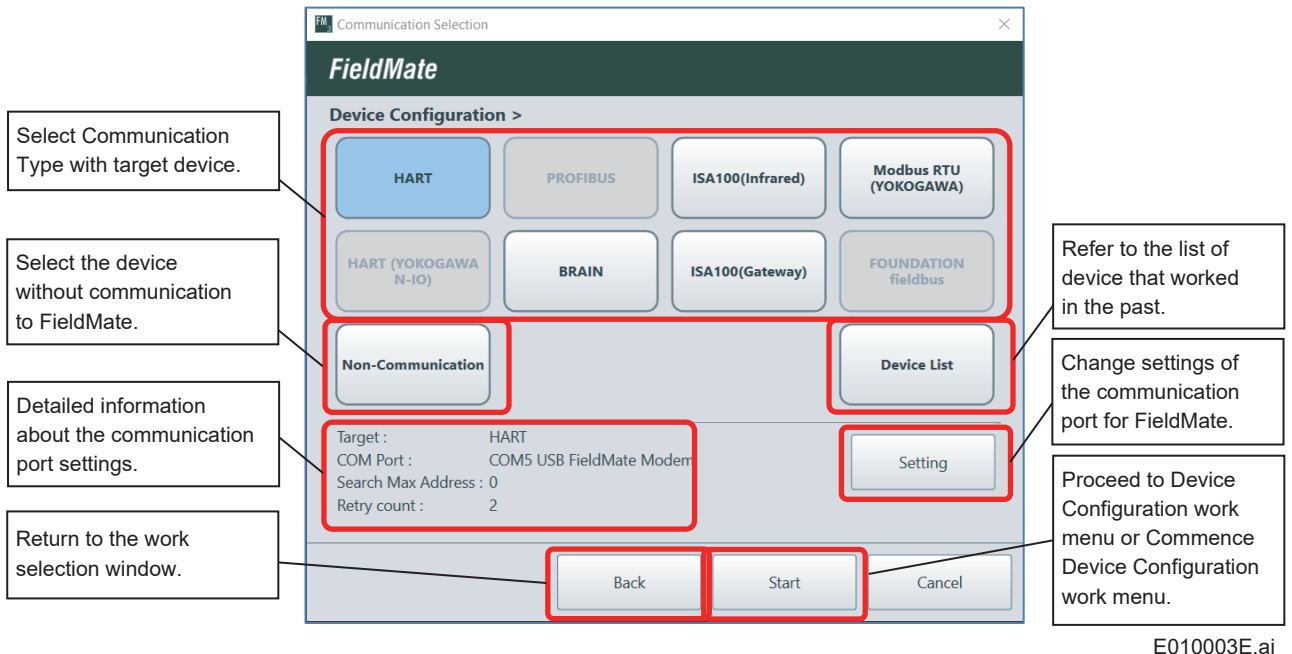 FM
Communication Selection
FieldMate
Device Configuration >
Select Communication
Type with target device.
HART
PROFIBUS
ISA100(Infrared)
Modbus RTU
(YOKOGAWA)
HART (YOKOGAWA
N-IO)
BRAIN
ISA100(Gateway)
FOUNDATION
fieldbus
Select the device
without communication
to FieldMate.
Refer to the list of
device that worked
in the past.
Non-Communication
Device List
Change settings of
the communication
port for FieldMate.
Detailed information
about the communication
port settings.
Target : HART
COM Port : COM5 USB FieldMate Modem
Search Max Address : 0
Retry count : 2
Setting
Proceed to Device
Configuration work
menu or Commence
Device Configuration
work menu.
Return to the work
selection window.
Back
Start
Cancel
E010003E.ai